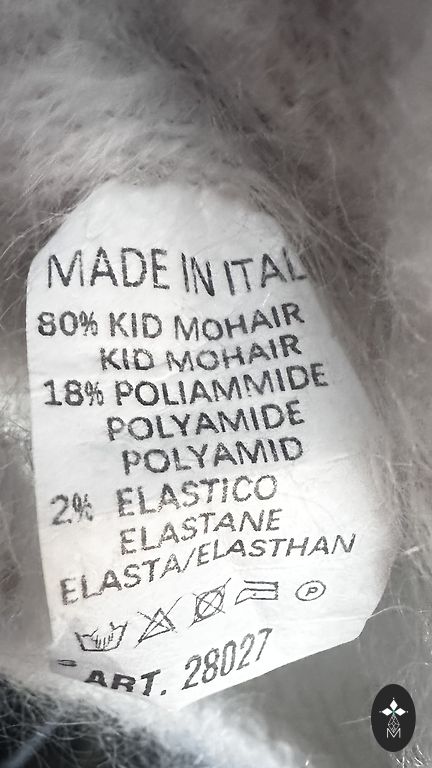 MADE IN ITAL
80% KID MOHAIR
KID MOHAIR
18% POLIAMMIDE
POLYAMIDE
POLYAMID
2% ELASTICO
ELASTANE
ELASTA/ELASTHAN
P
ART. 28027
M